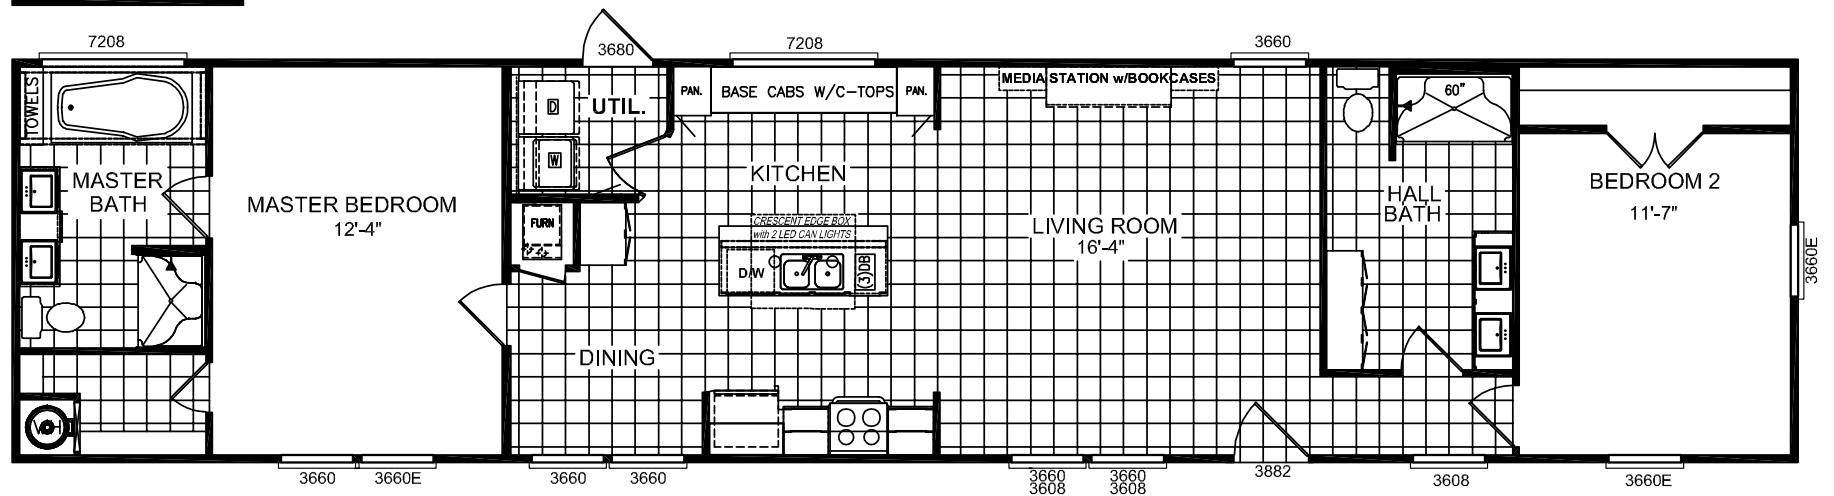 7208
3680
7208
3660
TOWELS
D
UTIL.
W
PAN.
BASE CABS W/C-TOPS
PAN.
MEDIA STATION w/BOOKCASES
60"
MASTER
BATH
MASTER BEDROOM
12'-4"
FURN
KITCHEN
CRESCENT EDGE BOX
with 2 LED CAN LIGHTS
D/W
(3)DB
LIVING ROOM
16'-4"
HALL
BATH
BEDROOM 2
11'-7"
3660E
DINING
WH
3660
3660E
3660
3660
3660
3608
3660
3608
3882
3608
3660E